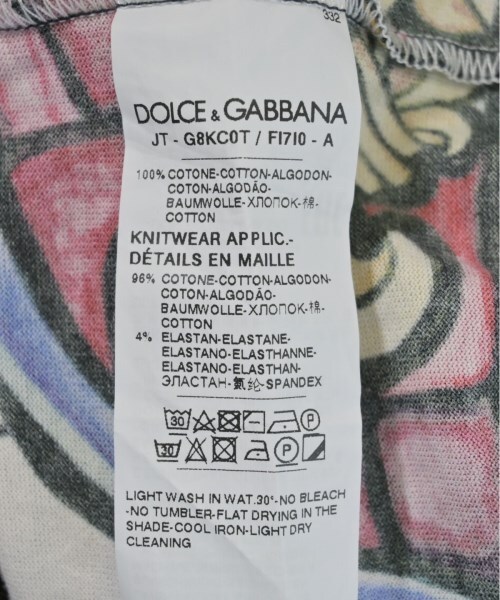 332
DOLCE & GABBANA
JT - G8KC0T / FI7I0 - A
100% COTONE-COTTON-ALGODON-
COTON-ALGODÃO-
BAUMWOLLE-ХЛОПОК-棉-
COTTON
KNITWEAR APPLIC.-
DÉTAILS EN MAILLE
96% COTONE-COTTON-ALGODON-
COTON-ALGODÃO-
BAUMWOLLE-ХЛОПОК-棉-
COTTON
4% ELASTAN-ELASTANE-
ELASTANO-ELASTHANNE-
ELASTANO-ELASTHAN-
ЭЛАСТАН-氨纶-SPANDEX
30 P
30 P
LIGHT WASH IN WAT.30°-NO BLEACH
-NO TUMBLER-FLAT DRYING IN THE
SHADE-COOL IRON-LIGHT DRY
CLEANING